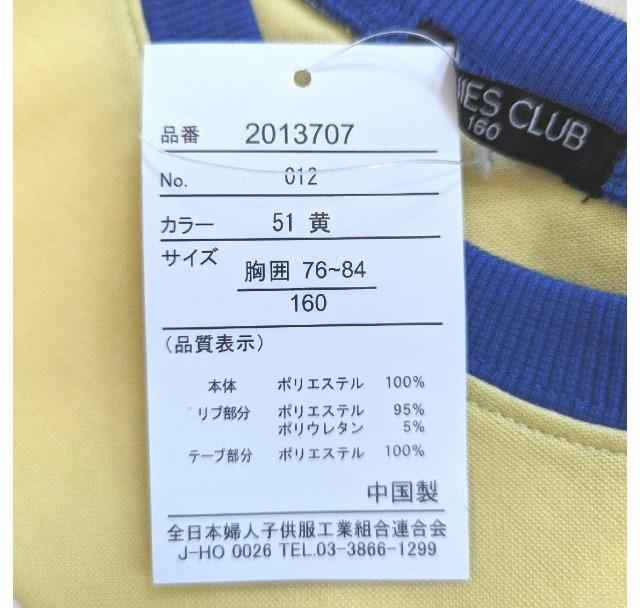 品番 2013707
No. 012
カラー 51 黄
サイズ 胸囲 76~84
160
(品質表示)
本体 ポリエステル 100%
リブ部分 ポリエステル 95%
ポリウレタン 5%
テープ部分 ポリエステル 100%
中国製
全日本婦人子供服工業組合連合会
J-HO 0026 TEL.03-3866-1299
CLUB
160